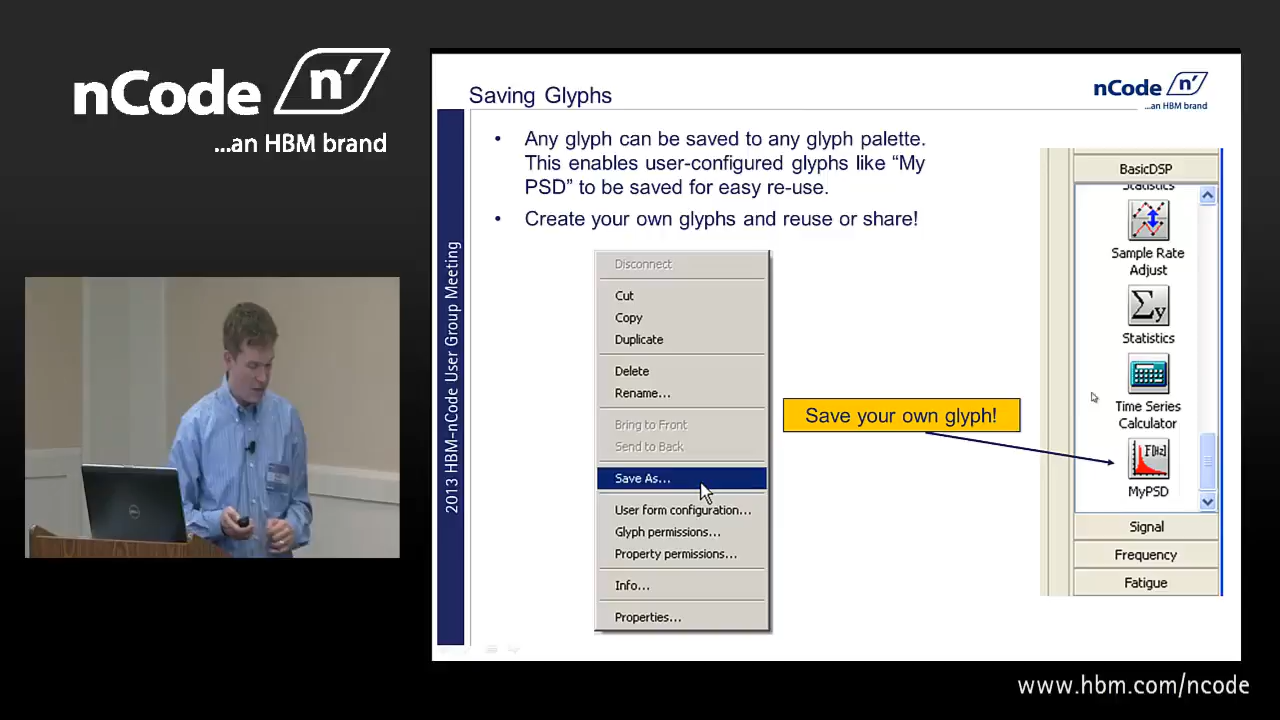 nCode n'
...an HBM brand
Saving Glyphs
nCode n'
...an HBM brand
• Any glyph can be saved to any glyph palette.
This enables user-configured glyphs like “My
PSD” to be saved for easy re-use.
• Create your own glyphs and reuse or share!
2013 HBM-nCode User Group Meeting
Disconnect
Cut
Copy
Duplicate
Delete
Rename...
Bring to Front
Send to Back
Save As...
User form configuration...
Glyph permissions...
Property permissions...
Info...
Properties...
Save your own glyph!
BasicDSP
Statistics
Sample Rate
Adjust
Σy
Statistics
Time Series
Calculator
F[Hz]
MyPSD
Signal
Frequency
Fatigue
www.hbm.com/ncode